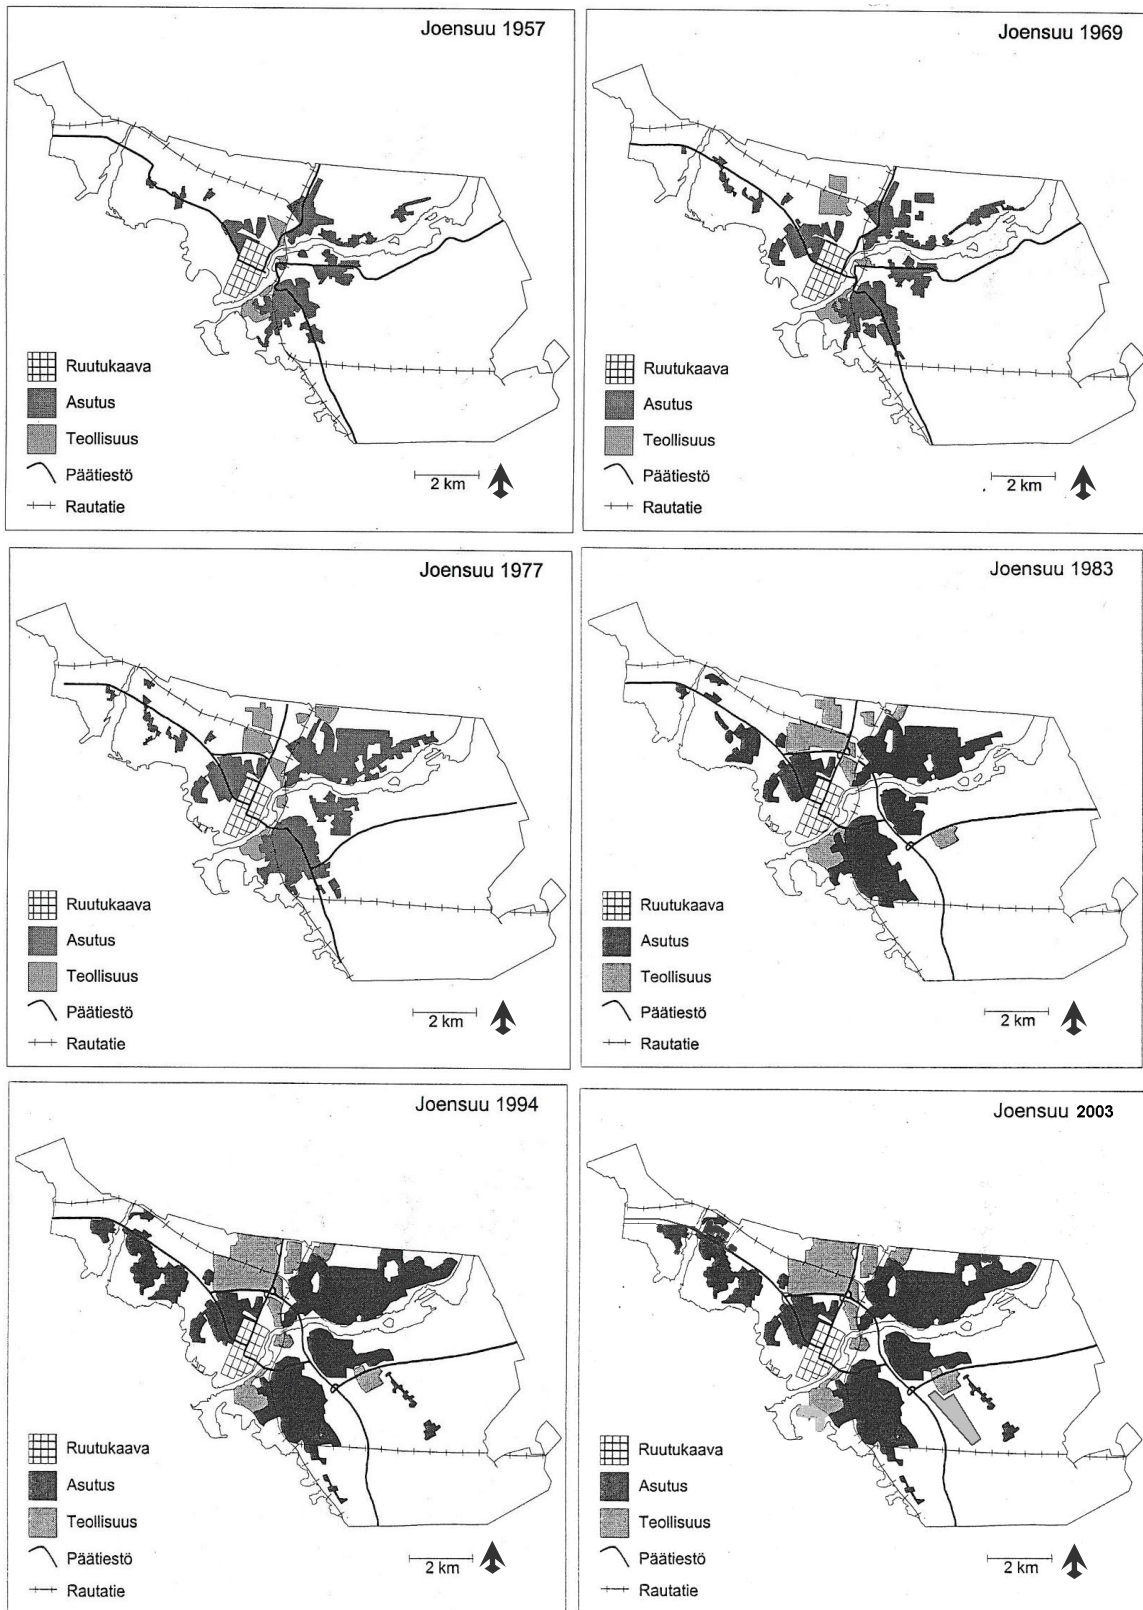 Joensuu 1957
Ruutukaava
Asutus
Teollisuus
Päätiestö
Rautatie
2 km
Joensuu 1969
Ruutukaava
Asutus
Teollisuus
Päätiestö
Rautatie
2 km
Joensuu 1977
Ruutukaava
Asutus
Teollisuus
Päätiestö
Rautatie
2 km
Joensuu 1983
Ruutukaava
Asutus
Teollisuus
Päätiestö
Rautatie
2 km
Joensuu 1994
Ruutukaava
Asutus
Teollisuus
Päätiestö
Rautatie
2 km
Joensuu 2003
Ruutukaava
Asutus
Teollisuus
Päätiestö
Rautatie
2 km